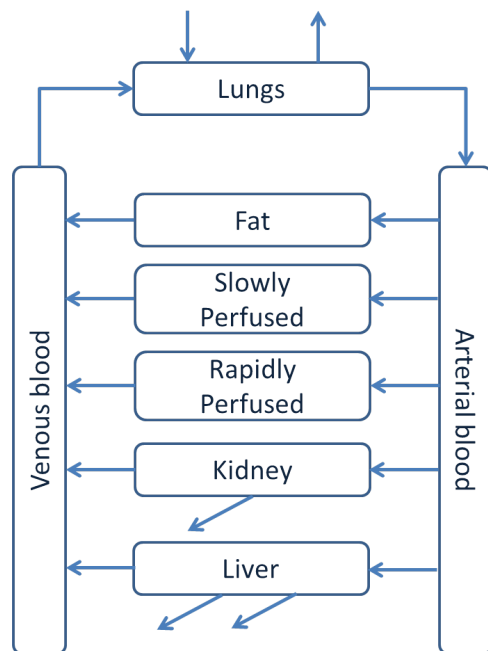 Lungs
Fat
Slowly
Perfused
Rapidly
Perfused
Kidney
Liver
Venous blood
Arterial blood